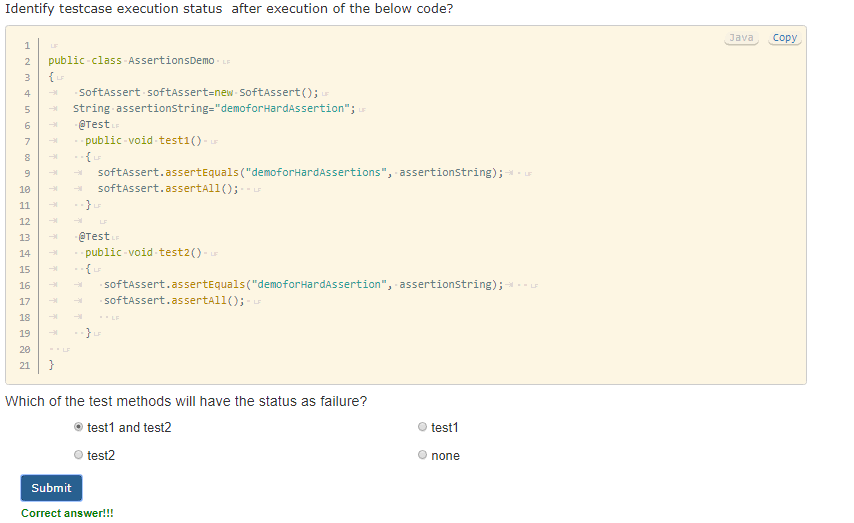 Identify testcase execution status after execution of the below code?
Java Copy
1
2 public class AssertionsDemo
3 {
4 SoftAssert softAssert=new SoftAssert();
5 String assertionString="demoforHardAssertion";
6 @Test
7 public void test1()
8 {
9 softAssert.assertEquals("demoforHardAssertions", assertionString);
10 softAssert.assertAll();
11 }
12
13 @Test
14 public void test2()
15 {
16 softAssert.assertEquals("demoforHardAssertion", assertionString);
17 softAssert.assertAll();
18
19 }
20
21 }
Which of the test methods will have the status as failure?
test1 and test2 test1
test2 none
Submit
Correct answer!!!